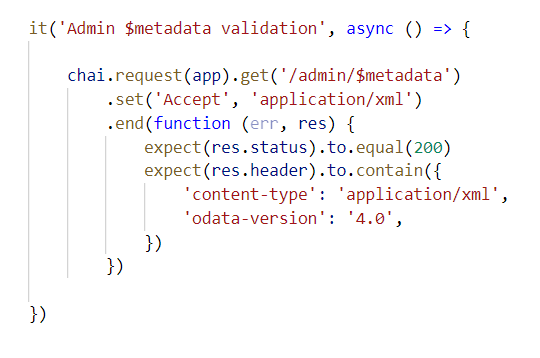 it('Admin $metadata validation', async () => {
chai.request(app).get('/admin/$metadata')
.set('Accept', 'application/xml')
.end(function (err, res) {
expect(res.status).to.equal(200)
expect(res.header).to.contain({
'content-type': 'application/xml',
'odata-version': '4.0',
})
})
})